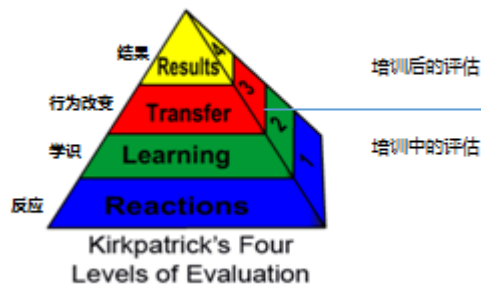 结果
Results
4
培训后的评估
行为改变
Transfer
3
培训中的评估
学识
Learning
2
反应
Reactions
1
Kirkpatrick's Four
Levels of Evaluation